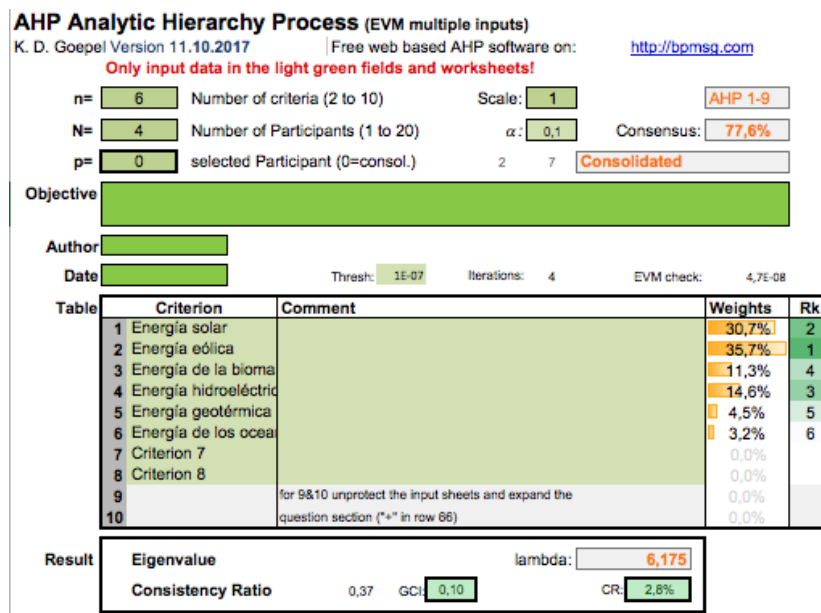 AHP Analytic Hierarchy Process (EVM multiple inputs)
K. D. Goepel Version 11.10.2017 Free web based AHP software on: http://bpmsg.com
Only input data in the light green fields and worksheets!
n= 6 Number of criteria (2 to 10) Scale: 1 AHP 1-9
N= 4 Number of Participants (1 to 20) α: 0,1 Consensus: 77,6%
p= 0 selected Participant (0=consol.) 2 7 Consolidated
Objective
Author
Date Thresh: 1E-07 Iterations: 4 EVM check: 4,7E-08
Table Criterion Comment Weights Rk
1 Energía solar 30,7% 2
2 Energía eólica 35,7% 1
3 Energía de la bioma 11,3% 4
4 Energía hidroeléctric 14,6% 3
5 Energía geotérmica 4,5% 5
6 Energía de los ocea 3,2% 6
7 Criterion 7 0,0%
8 Criterion 8 0,0%
9 for 9&10 unprotect the input sheets and expand the 0,0%
10 question section ("+" in row 66) 0,0%
Result Eigenvalue lambda: 6,175
Consistency Ratio 0,37 GCI: 0,10 CR: 2,8%